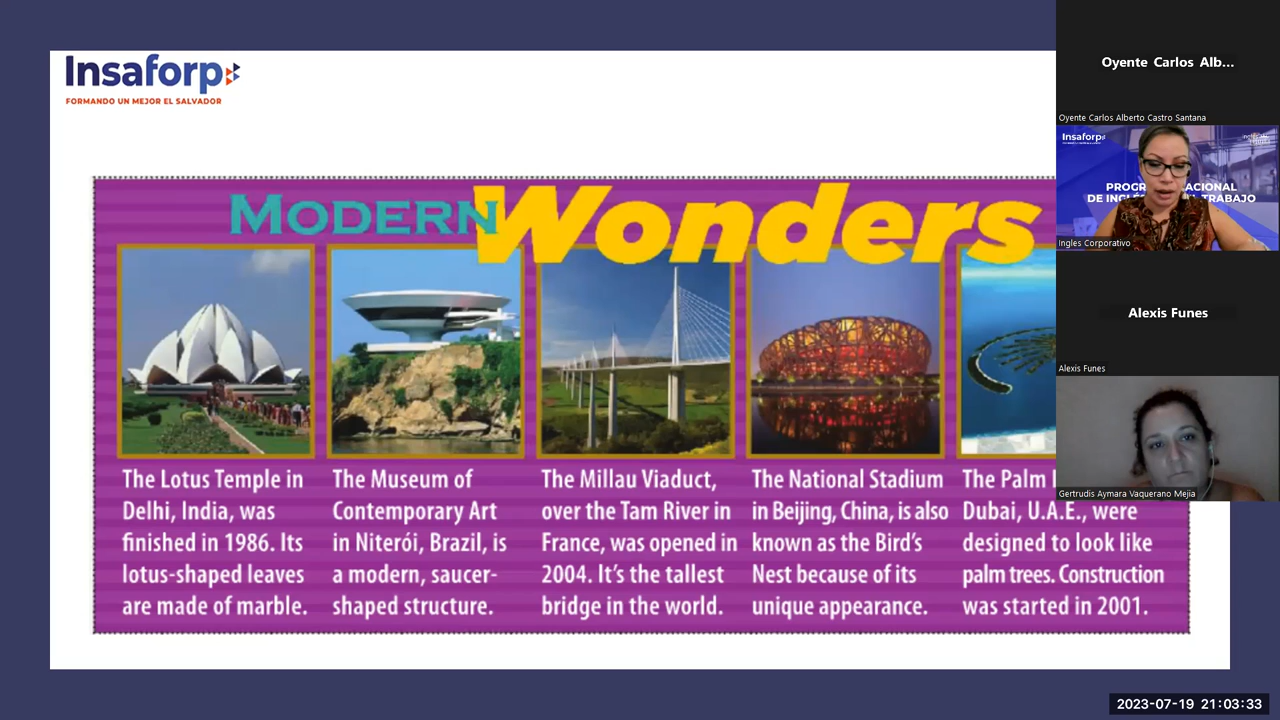 Insaforp
FORMANDO UN MEJOR EL SALVADOR
MODERN Wonders
The Lotus Temple in
Delhi, India, was
finished in 1986. Its
lotus-shaped leaves
are made of marble.
The Museum of
Contemporary Art
in Niterói, Brazil, is
a modern, saucer-
shaped structure.
The Millau Viaduct,
over the Tam River in
France, was opened in
2004. It's the tallest
bridge in the world.
The National Stadium
in Beijing, China, is also
known as the Bird's
Nest because of its
unique appearance.
The Palm
Dubai, U.A.E., were
designed to look like
palm trees. Construction
was started in 2001.
Oyente Carlos Alb...
Oyente Carlos Alberto Castro Santana
Insaforp
PROGR ACIONAL
DE INGLÉ TRABAJO
Ingles Corporativo
Alexis Funes
Alexis Funes
Gertrudis Aymara Vaquerano Mejia
2023-07-19 21:03:33